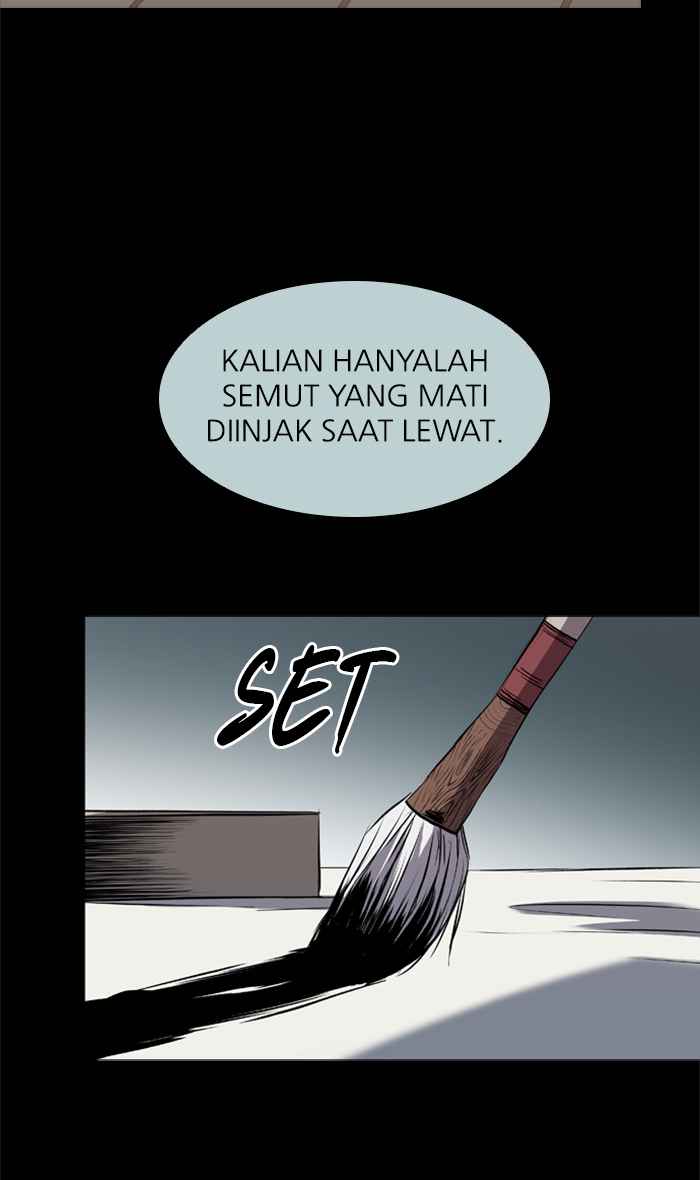 KALIAN HANYALAH
SEMUT YANG MATI
DIINJAK SAAT LEWAT.
SET